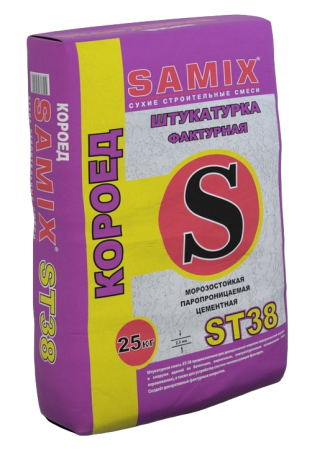 SAMIX®
СУХИЕ СТРОИТЕЛЬНЫЕ СМЕСИ
ШТУКАТУРКА
ФАКТУРНАЯ
КОРОЕД
S
МОРОЗОСТОЙКАЯ
ПАРОПРОНИЦАЕМАЯ
ЦЕМЕНТНАЯ
ST38
25кг
КОРОЕД
SAMIX®
ST38